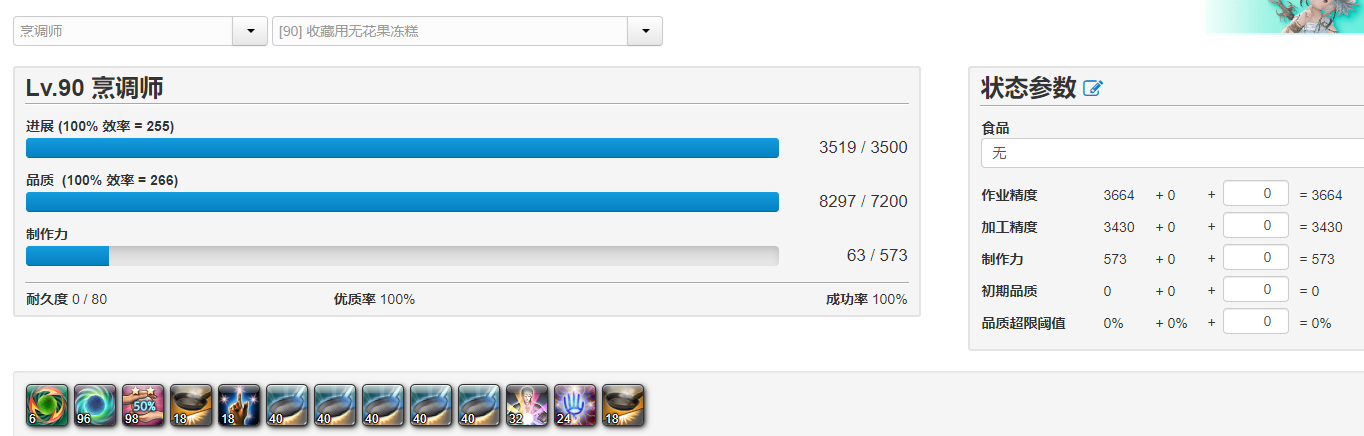 烹调师
[90] 收藏用无花果冻糕
Lv.90 烹调师
进展 (100% 效率 = 255)
3519 / 3500
品质 (100% 效率 = 266)
8297 / 7200
制作力
63 / 573
耐久度 0 / 80 优质率 100% 成功率 100%
状态参数
食品
无
作业精度 3664 + 0 + 0 = 3664
加工精度 3430 + 0 + 0 = 3430
制作力 573 + 0 + 0 = 573
初期品质 0 + 0 + 0 = 0
品质超限阈值 0% + 0% + 0 = 0%
6 96 50% 98 18 18 40 40 40 40 40 32 24 18